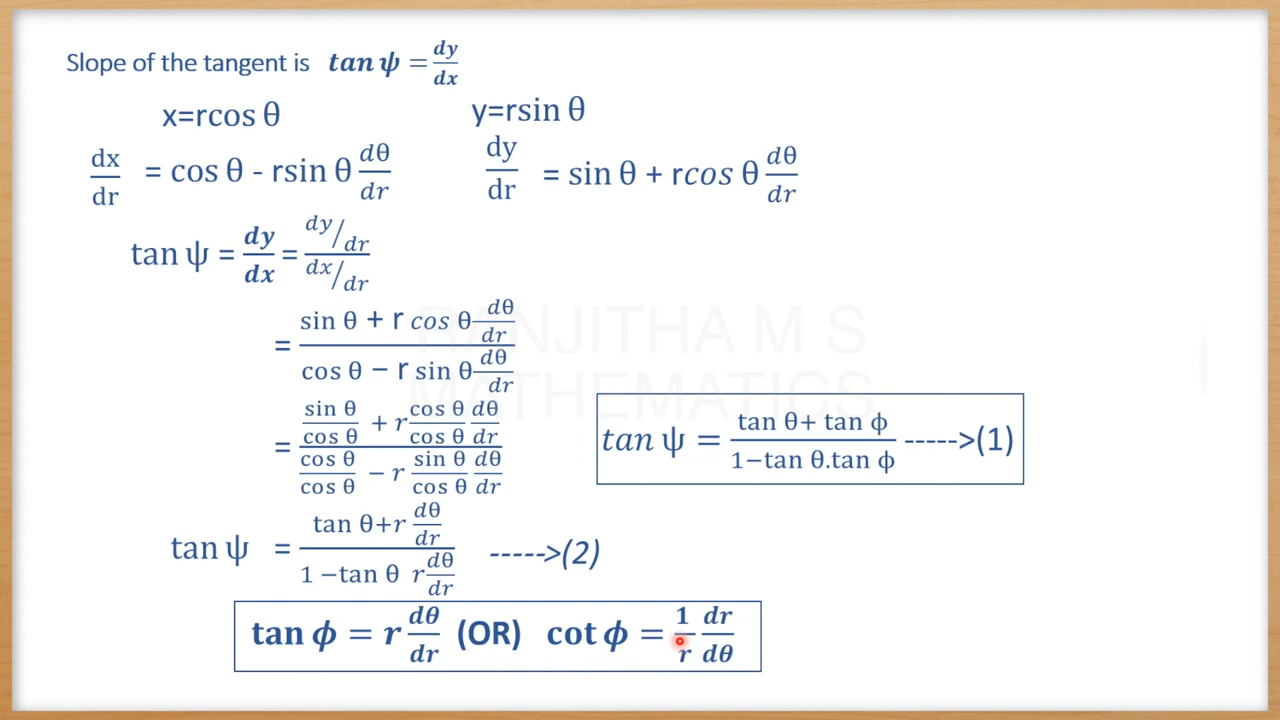 Slope of the tangent is tan ψ = dy/dx
x=rcos θ y=rsin θ
dx/dr = cos θ - rsin θ dθ/dr dy/dr = sin θ + rcos θ dθ/dr
tan ψ = dy/dx = (dy/dr)/(dx/dr)
RANJITHA M S
= (sin θ + r cos θ dθ/dr)/(cos θ − r sin θ dθ/dr)
MATHEMATICS
= (sin θ/cos θ + r cos θ/cos θ dθ/dr)/(cos θ/cos θ − r sin θ/cos θ dθ/dr)
tan ψ = (tan θ+ tan ϕ)/(1−tan θ.tan ϕ) ----->(1)
tan ψ = (tan θ+r dθ/dr)/(1 −tan θ r dθ/dr) ----->(2)
tan ϕ = r dθ/dr (OR) cot ϕ = 1/r dr/dθ